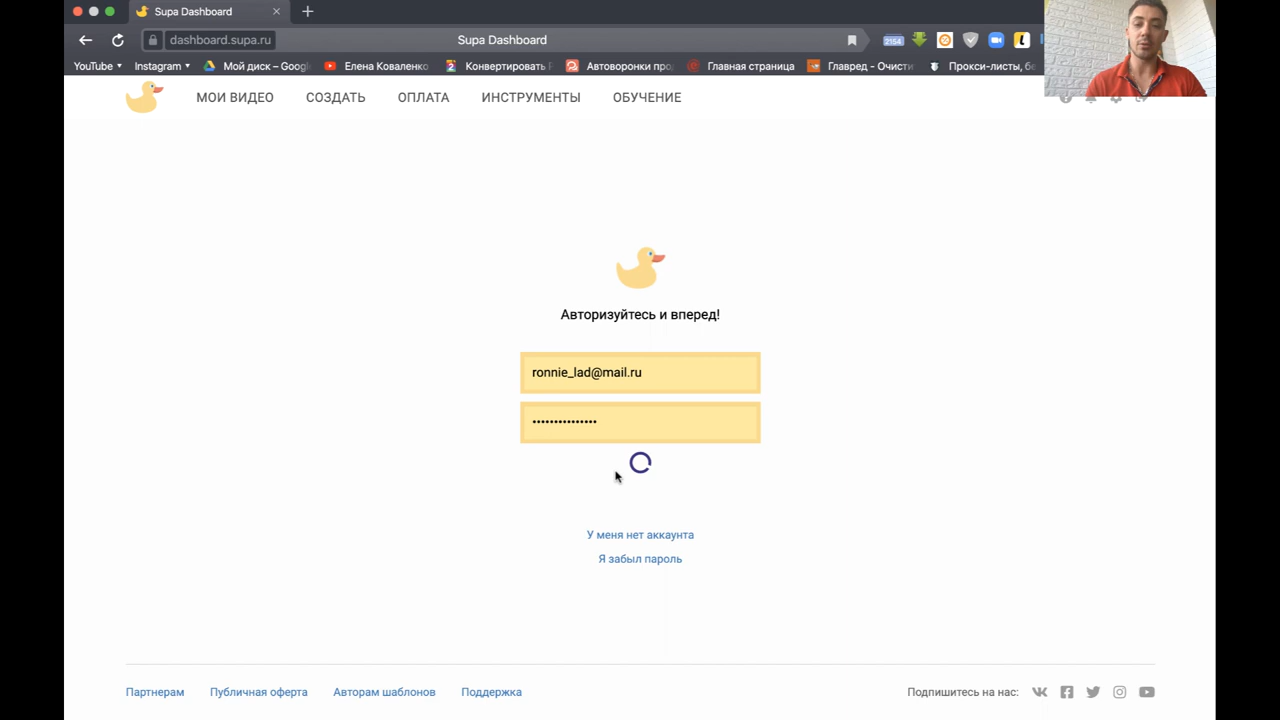 Supa Dashboard
dashboard.supa.ru
Supa Dashboard
2154
YouTube
Instagram
Мой диск – Googl
Елена Коваленко
Конвертировать
Автоворонки про
Главная страница
Главред – Очисти
Прокси-листы, бе
МОИ ВИДЕО
СОЗДАТЬ
ОПЛАТА
ИНСТРУМЕНТЫ
ОБУЧЕНИЕ
Авторизуйтесь и вперед!
ronnie_lad@mail.ru
•••••••••••••••
У меня нет аккаунта
Я забыл пароль
Партнерам
Публичная оферта
Авторам шаблонов
Поддержка
Подпишитесь на нас: